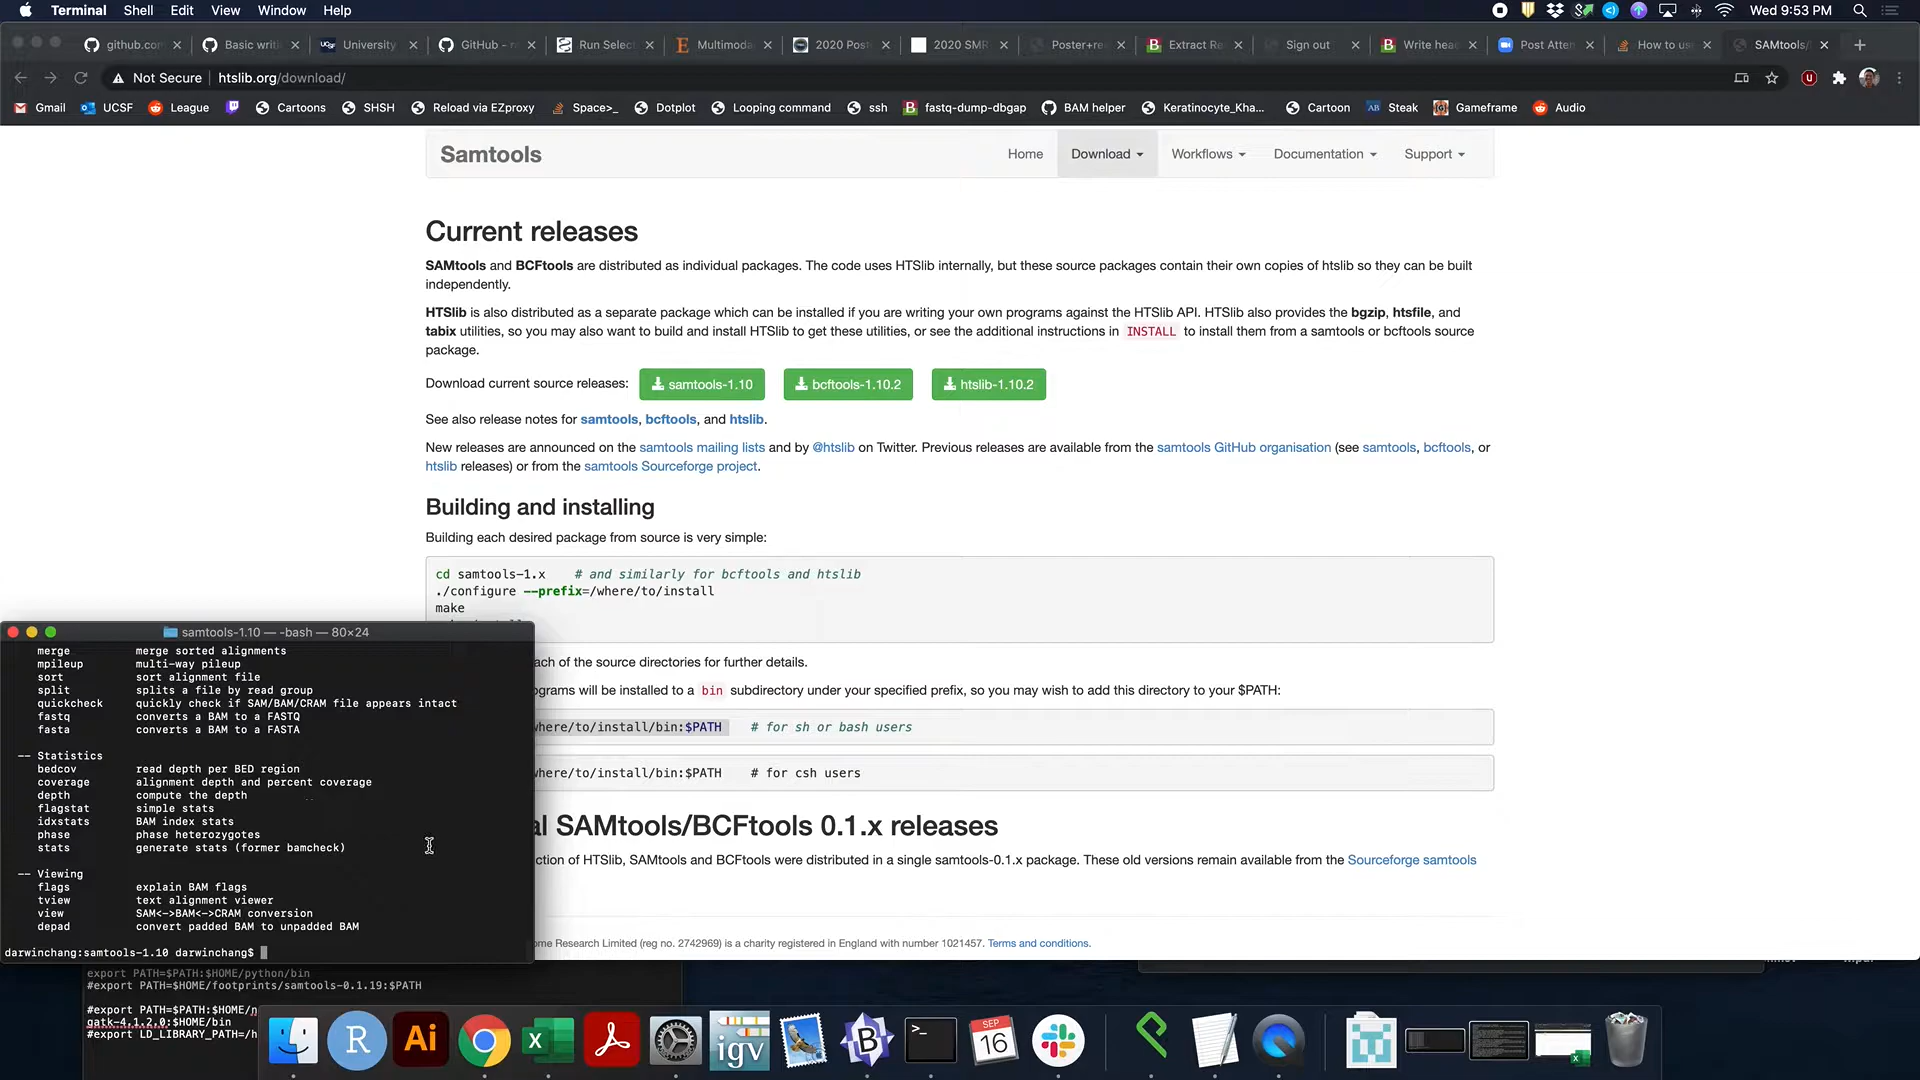 Terminal Shell Edit View Window Help
Wed 9:53 PM
github.com Basic writi University GitHub - r Run Selec Multimoda 2020 Post 2020 SMR Poster+re Extract Re Sign out Write hea Post Atten How to us SAMtools/
Not Secure htslib.org/download/
Gmail UCSF League Cartoons SHSH Reload via EZproxy Space>_ Dotplot Looping command ssh fastq-dump-dbgap BAM helper Keratinocyte_Kha... Cartoon Steak Gameframe Audio
Samtools Home Download Workflows Documentation Support
Current releases
SAMtools and BCFtools are distributed as individual packages. The code uses HTSlib internally, but these source packages contain their own copies of htslib so they can be built
independently.
HTSlib is also distributed as a separate package which can be installed if you are writing your own programs against the HTSlib API. HTSlib also provides the bgzip, htsfile, and
tabix utilities, so you may also want to build and install HTSlib to get these utilities, or see the additional instructions in INSTALL to install them from a samtools or bcftools source
package.
Download current source releases: samtools-1.10 bcftools-1.10.2 htslib-1.10.2
See also release notes for samtools, bcftools, and htslib.
New releases are announced on the samtools mailing lists and by @htslib on Twitter. Previous releases are available from the samtools GitHub organisation (see samtools, bcftools, or
htslib releases) or from the samtools Sourceforge project.
Building and installing
Building each desired package from source is very simple:
cd samtools-1.x # and similarly for bcftools and htslib
./configure --prefix=/where/to/install
make
ach of the source directories for further details.
ograms will be installed to a bin subdirectory under your specified prefix, so you may wish to add this directory to your $PATH:
where/to/install/bin:$PATH # for sh or bash users
where/to/install/bin:$PATH # for csh users
al SAMtools/BCFtools 0.1.x releases
ction of HTSlib, SAMtools and BCFtools were distributed in a single samtools-0.1.x package. These old versions remain available from the Sourceforge samtools
ome Research Limited (reg no. 2742969) is a charity registered in England with number 1021457. Terms and conditions.
samtools-1.10 — -bash — 80×24
merge merge sorted alignments
mpileup multi-way pileup
sort sort alignment file
split splits a file by read group
quickcheck quickly check if SAM/BAM/CRAM file appears intact
fastq converts a BAM to a FASTQ
fasta converts a BAM to a FASTA
-- Statistics
bedcov read depth per BED region
coverage alignment depth and percent coverage
depth compute the depth
flagstat simple stats
idxstats BAM index stats
phase phase heterozygotes
stats generate stats (former bamcheck)
-- Viewing
flags explain BAM flags
tview text alignment viewer
view SAM<->BAM<->CRAM conversion
depad convert padded BAM to unpadded BAM
darwinchang:samtools-1.10 darwinchang$
export PATH=$PATH:$HOME/python/bin
#export PATH=$HOME/footprints/samtools-0.1.19:$PATH
#export PATH=$PATH:$HOME/
gatk-4.1.2.0:$HOME/bin
#export LD_LIBRARY_PATH=/h
R Ai X igv B >_ SEP 16